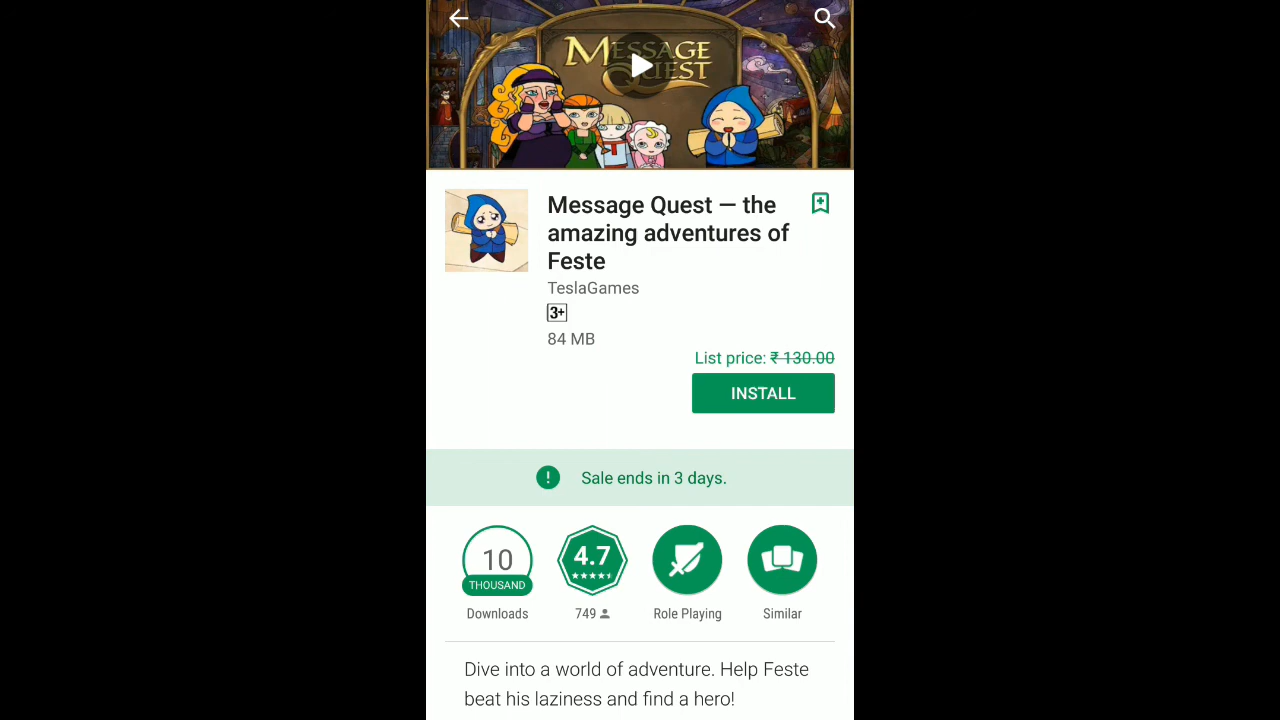 MESSAGE
QUEST
Message Quest — the
amazing adventures of
Feste
TeslaGames
3+
84 MB
List price: ₹ 130.00
INSTALL
! Sale ends in 3 days.
10
THOUSAND
4.7
Downloads
749
Role Playing
Similar
Dive into a world of adventure. Help Feste
beat his laziness and find a hero!